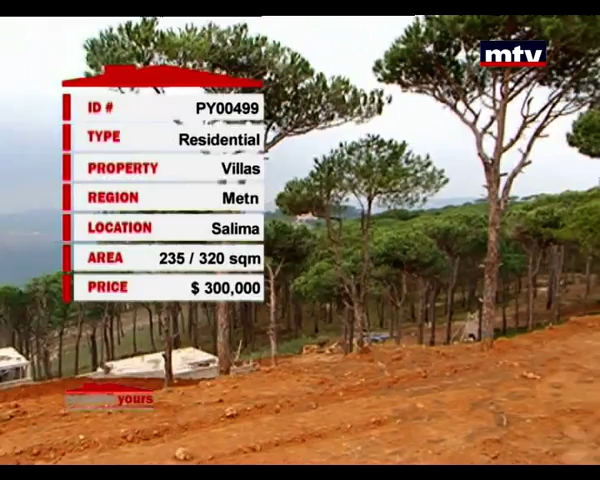 mtv
ID # PY00499
TYPE Residential
PROPERTY Villas
REGION Metn
LOCATION Salima
AREA 235 / 320 sqm
PRICE $ 300,000
yours